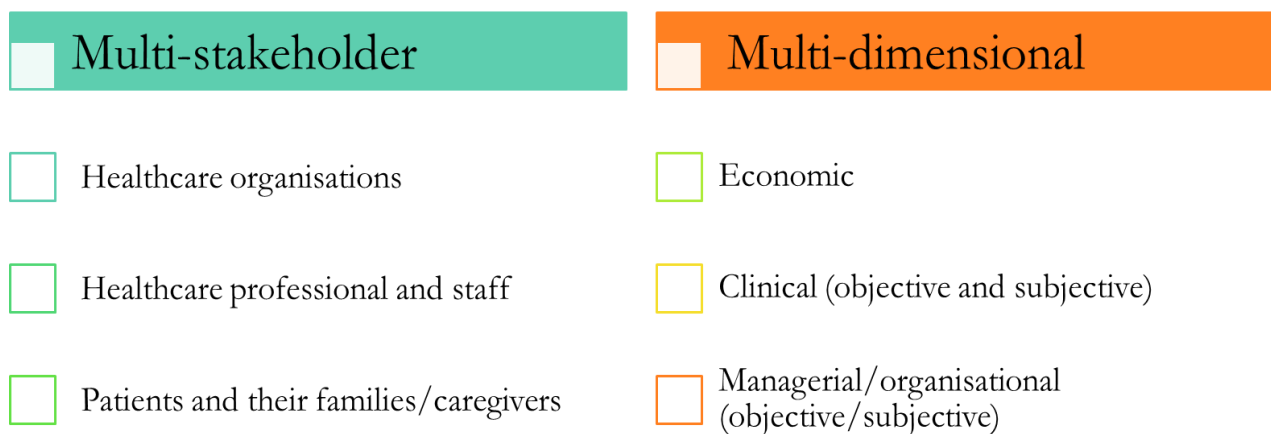 Multi-stakeholder
Healthcare organisations
Healthcare professional and staff
Patients and their families/caregivers
Multi-dimensional
Economic
Clinical (objective and subjective)
Managerial/organisational
(objective/subjective)